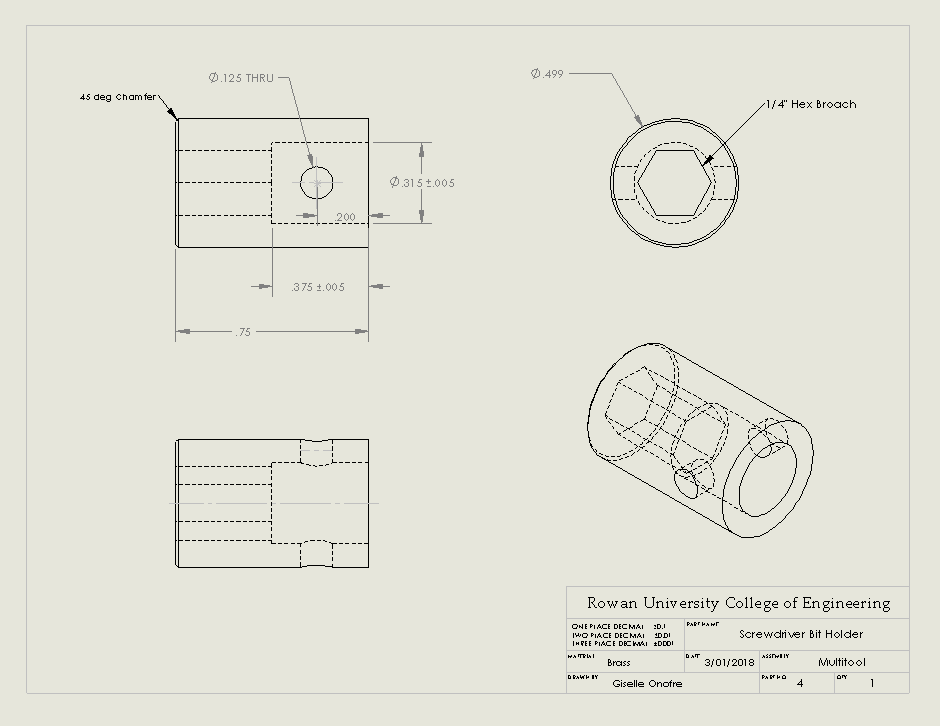 Ø.125 THRU
Ø.499
45 deg Chamfer
1/4" Hex Broach
Ø.315 ±.005
.200
.375 ±.005
.75
Rowan University College of Engineering
ONE PLACE DECIMAL ±0.1
TWO PLACE DECIMAL ±0.01
THREE PLACE DECIMAL ±0.001
PART NAME
Screwdriver Bit Holder
MATERIAL
Brass
DATE
3/01/2018
ASSEMBLY
Multitool
DRAWN BY
Giselle Onofre
PART NO
4
QTY
1